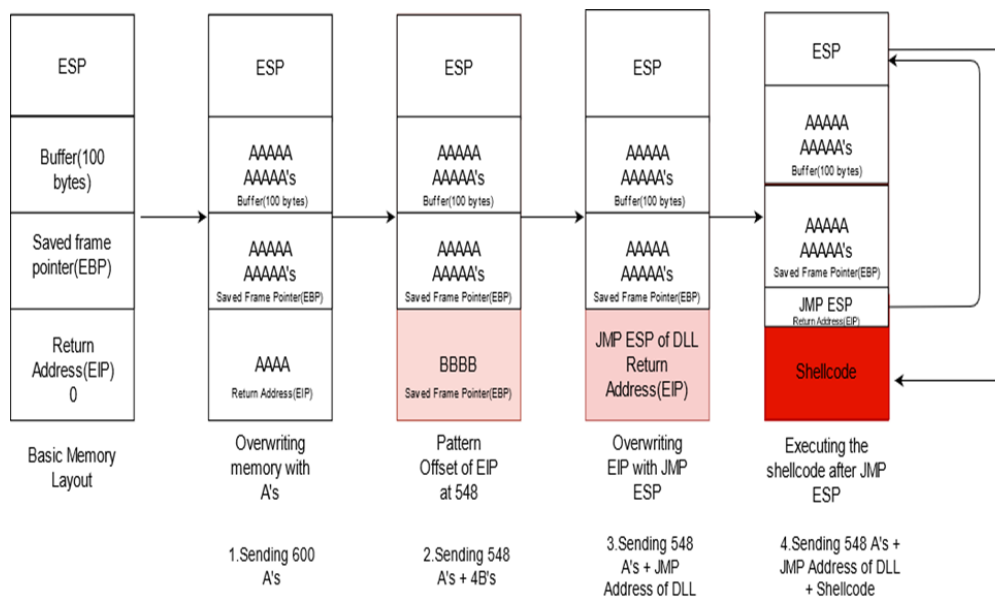 ESP
Buffer(100
bytes)
Saved frame
pointer(EBP)
Return
Address(EIP)
0
Basic Memory
Layout
ESP
AAAAA
AAAAA's
Buffer(100 bytes)
AAAAA
AAAAA's
Saved Frame Pointer(EBP)
AAAA
Return Address(EIP)
Overwriting
memory with
A's
1.Sending 600
A's
ESP
AAAAA
AAAAA's
Buffer(100 bytes)
AAAAA
AAAAA's
Saved Frame Pointer(EBP)
BBBB
Saved Frame Pointer(EBP)
Pattern
Offset of EIP
at 548
2.Sending 548
A's + 4B's
ESP
AAAAA
AAAAA's
Buffer(100 bytes)
AAAAA
AAAAA's
Saved Frame Pointer(EBP)
JMP ESP of DLL
Return
Address(EIP)
Overwriting
EIP with JMP
ESP
3.Sending 548
A's + JMP
Address of DLL
ESP
AAAAA
AAAAA's
Buffer(100 bytes)
AAAAA
AAAAA's
Saved Frame Pointer(EBP)
JMP ESP
Return Address(EIP)
Shellcode
Executing the
shellcode after JMP
ESP
4.Sending 548 A's +
JMP Address of DLL
+ Shellcode